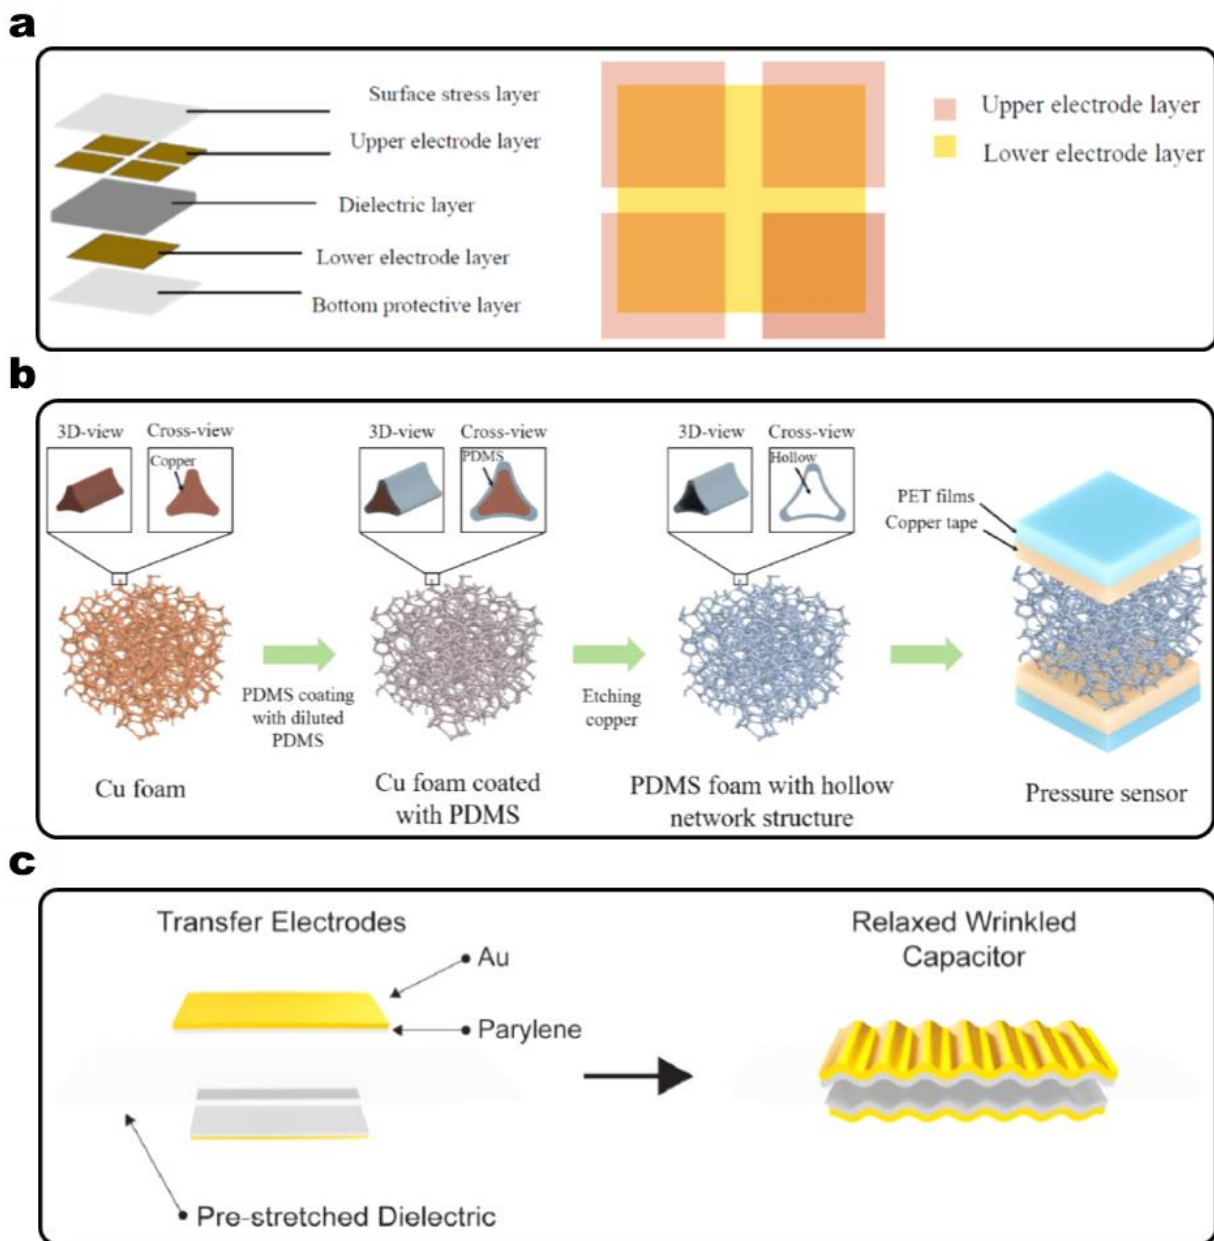 a
Surface stress layer
Upper electrode layer
Dielectric layer
Lower electrode layer
Bottom protective layer
Upper electrode layer
Lower electrode layer
b
3D-view
Cross-view
Copper
3D-view
Cross-view
PDMS
3D-view
Cross-view
Hollow
PET films
Copper tape
PDMS coating
with diluted
PDMS
Etching
copper
Cu foam
Cu foam coated
with PDMS
PDMS foam with hollow
network structure
Pressure sensor
c
Transfer Electrodes
Au
Parylene
Pre-stretched Dielectric
Relaxed Wrinkled
Capacitor